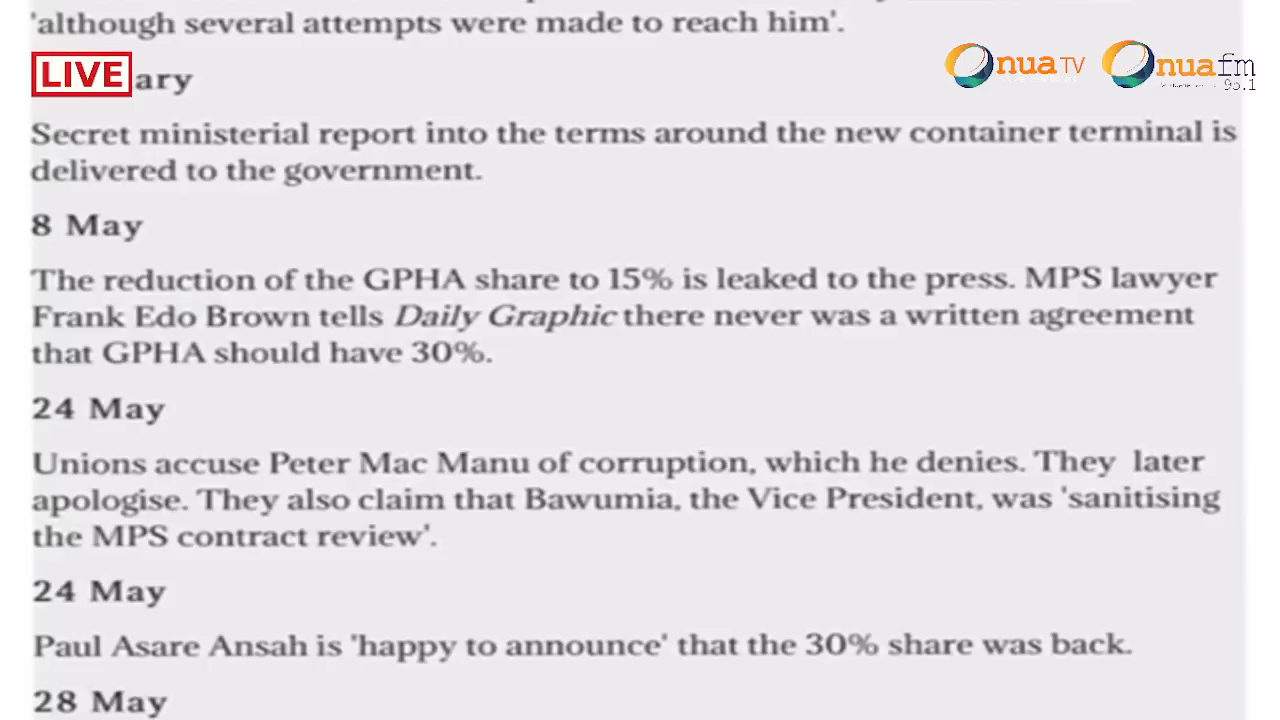 'although several attempts were made to reach him'.
LIVE ary
nua TV
nuafm
95.1
Secret ministerial report into the terms around the new container terminal is
delivered to the government.
8 May
The reduction of the GPHA share to 15% is leaked to the press. MPS lawyer
Frank Edo Brown tells Daily Graphic there never was a written agreement
that GPHA should have 30%.
24 May
Unions accuse Peter Mac Manu of corruption, which he denies. They later
apologise. They also claim that Bawumia, the Vice President, was 'sanitising
the MPS contract review'.
24 May
Paul Asare Ansah is 'happy to announce' that the 30% share was back.
28 May